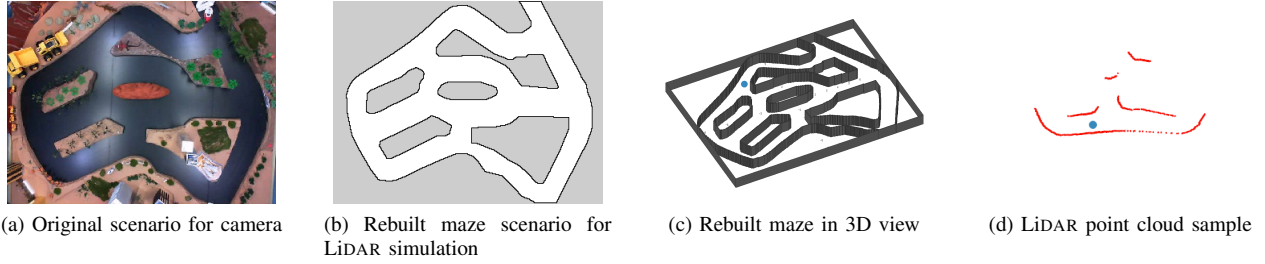 (a) Original scenario for camera
(b) Rebuilt maze scenario for
LiDAR simulation
(c) Rebuilt maze in 3D view
(d) LiDAR point cloud sample